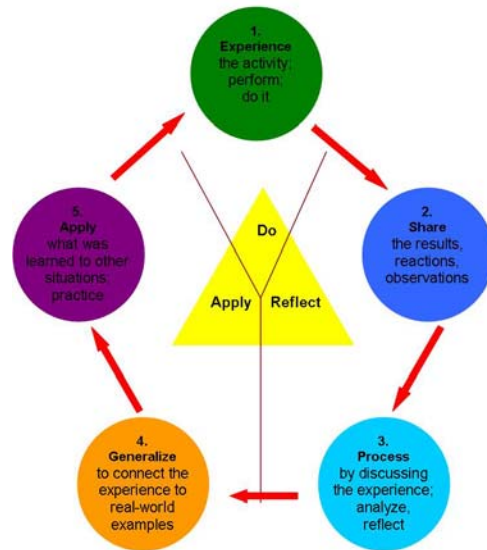 1.
Experience
the activity;
perform;
do it
2.
Share
the results,
reactions,
observations
3.
Process
by discussing
the experience;
analyze,
reflect
4.
Generalize
to connect the
experience to
real-world
examples
5.
Apply
what was
learned to other
situations;
practice
Do
Apply Reflect